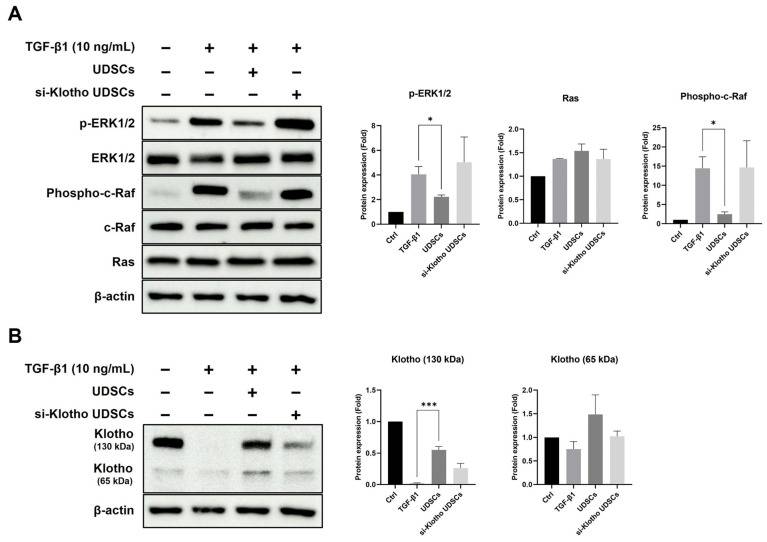 A
TGF-β1 (10 ng/mL) − + + +
UDSCs − − + −
si-Klotho UDSCs − − − +
p-ERK1/2
ERK1/2
Phospho-c-Raf
c-Raf
Ras
β-actin
p-ERK1/2
Protein expression (Fold)
8
6
4
2
0
*
Ctrl
TGF-β1
UDSCs
si-Klotho UDSCs
Ras
Protein expression (Fold)
2.0
1.5
1.0
0.5
0.0
Ctrl
TGF-β1
UDSCs
si-Klotho UDSCs
Phospho-c-Raf
Protein expression (Fold)
25
20
15
10
5
0
*
Ctrl
TGF-β1
UDSCs
si-Klotho UDSCs
B
TGF-β1 (10 ng/mL) − + + +
UDSCs − − + −
si-Klotho UDSCs − − − +
Klotho
(130 kDa)
Klotho
(65 kDa)
β-actin
Klotho (130 kDa)
Protein expression (Fold)
1.5
1.0
0.5
0.0
***
Ctrl
TGF-β1
UDSCs
si-Klotho UDSCs
Klotho (65 kDa)
Protein expression (Fold)
2.0
1.5
1.0
0.5
0.0
Ctrl
TGF-β1
UDSCs
si-Klotho UDSCs